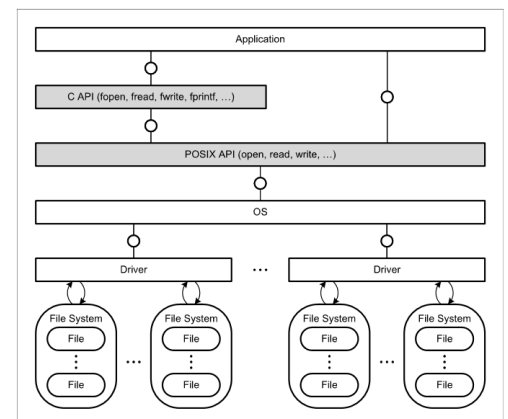 Application
C API (fopen, fread, fwrite, fprintf, …)
POSIX API (open, read, write, …)
OS
Driver
...
Driver
File System
File System
File System
File System
File
File
File
File
...
...
File
File
File
File